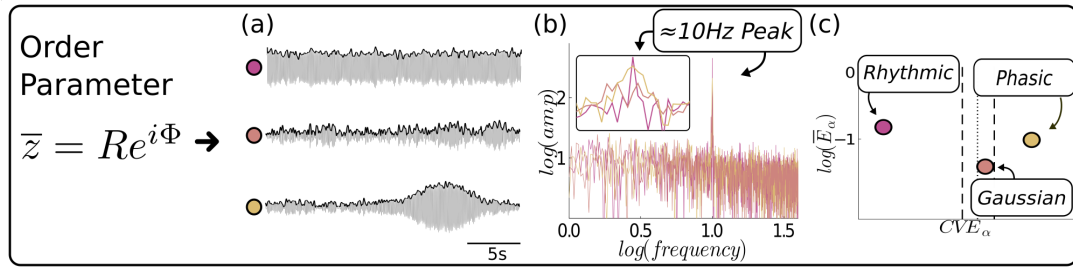 Order
Parameter
z̅ = Re^{iΦ}
(a)
5s
(b)
≈10Hz Peak
log(amp)
2
1
0.0 0.5 1.0 1.5
log(frequency)
(c)
Rhythmic
Phasic
Gaussian
log(E̅_α)
0
−1
CVE_α